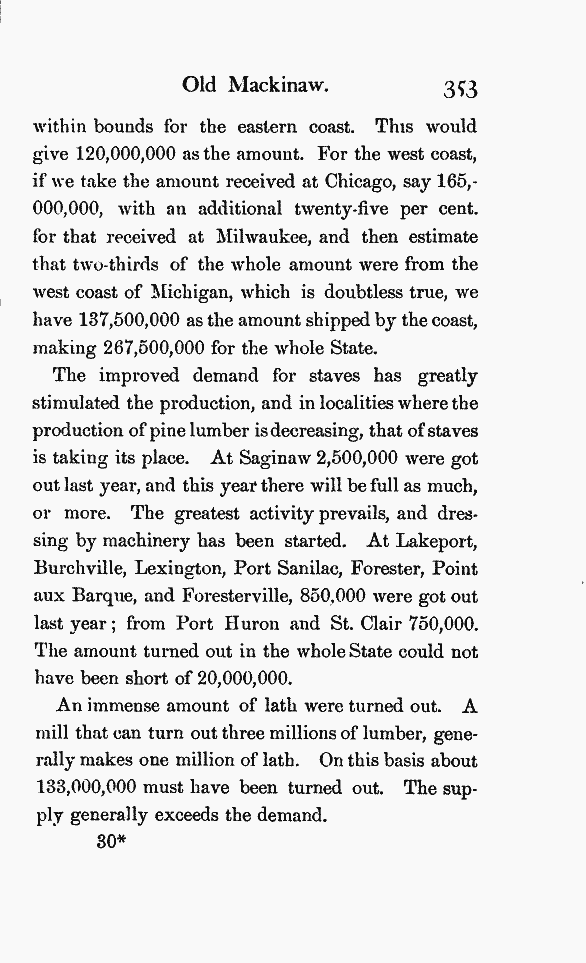 Old Mackinaw. 353
within bounds for the eastern coast. This would
give 120,000,000 as the amount. For the west coast,
if we take the amount received at Chicago, say 165,-
000,000, with an additional twenty-five per cent.
for that received at Milwaukee, and then estimate
that two-thirds of the whole amount were from the
west coast of Michigan, which is doubtless true, we
have 137,500,000 as the amount shipped by the coast,
making 267,500,000 for the whole State.
The improved demand for staves has greatly
stimulated the production, and in localities where the
production of pine lumber is decreasing, that of staves
is taking its place. At Saginaw 2,500,000 were got
out last year, and this year there will be full as much,
or more. The greatest activity prevails, and dres-
sing by machinery has been started. At Lakeport,
Burchville, Lexington, Port Sanilac, Forester, Point
aux Barque, and Foresterville, 850,000 were got out
last year; from Port Huron and St. Clair 750,000.
The amount turned out in the whole State could not
have been short of 20,000,000.
An immense amount of lath were turned out. A
mill that can turn out three millions of lumber, gene-
rally makes one million of lath. On this basis about
133,000,000 must have been turned out. The sup-
ply generally exceeds the demand.
30*